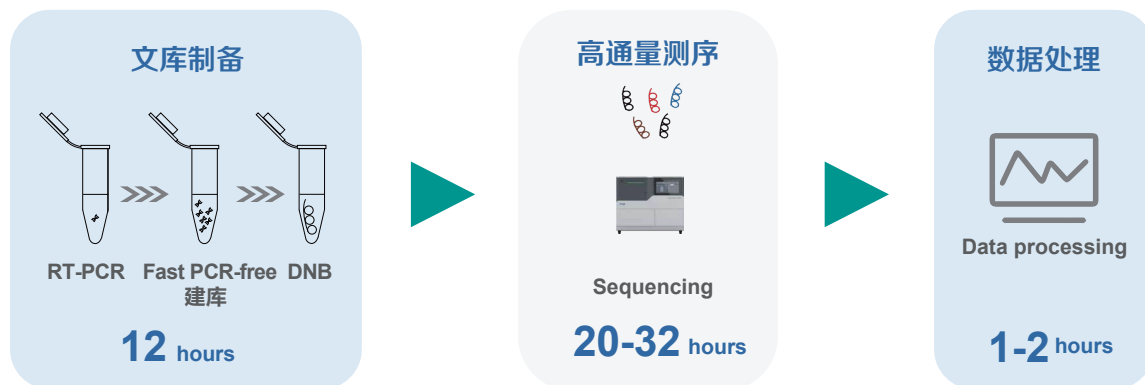 文库制备
RT-PCR
Fast PCR-free
建库
DNB
12 hours
高通量测序
Sequencing
20-32 hours
数据处理
Data processing
1-2 hours